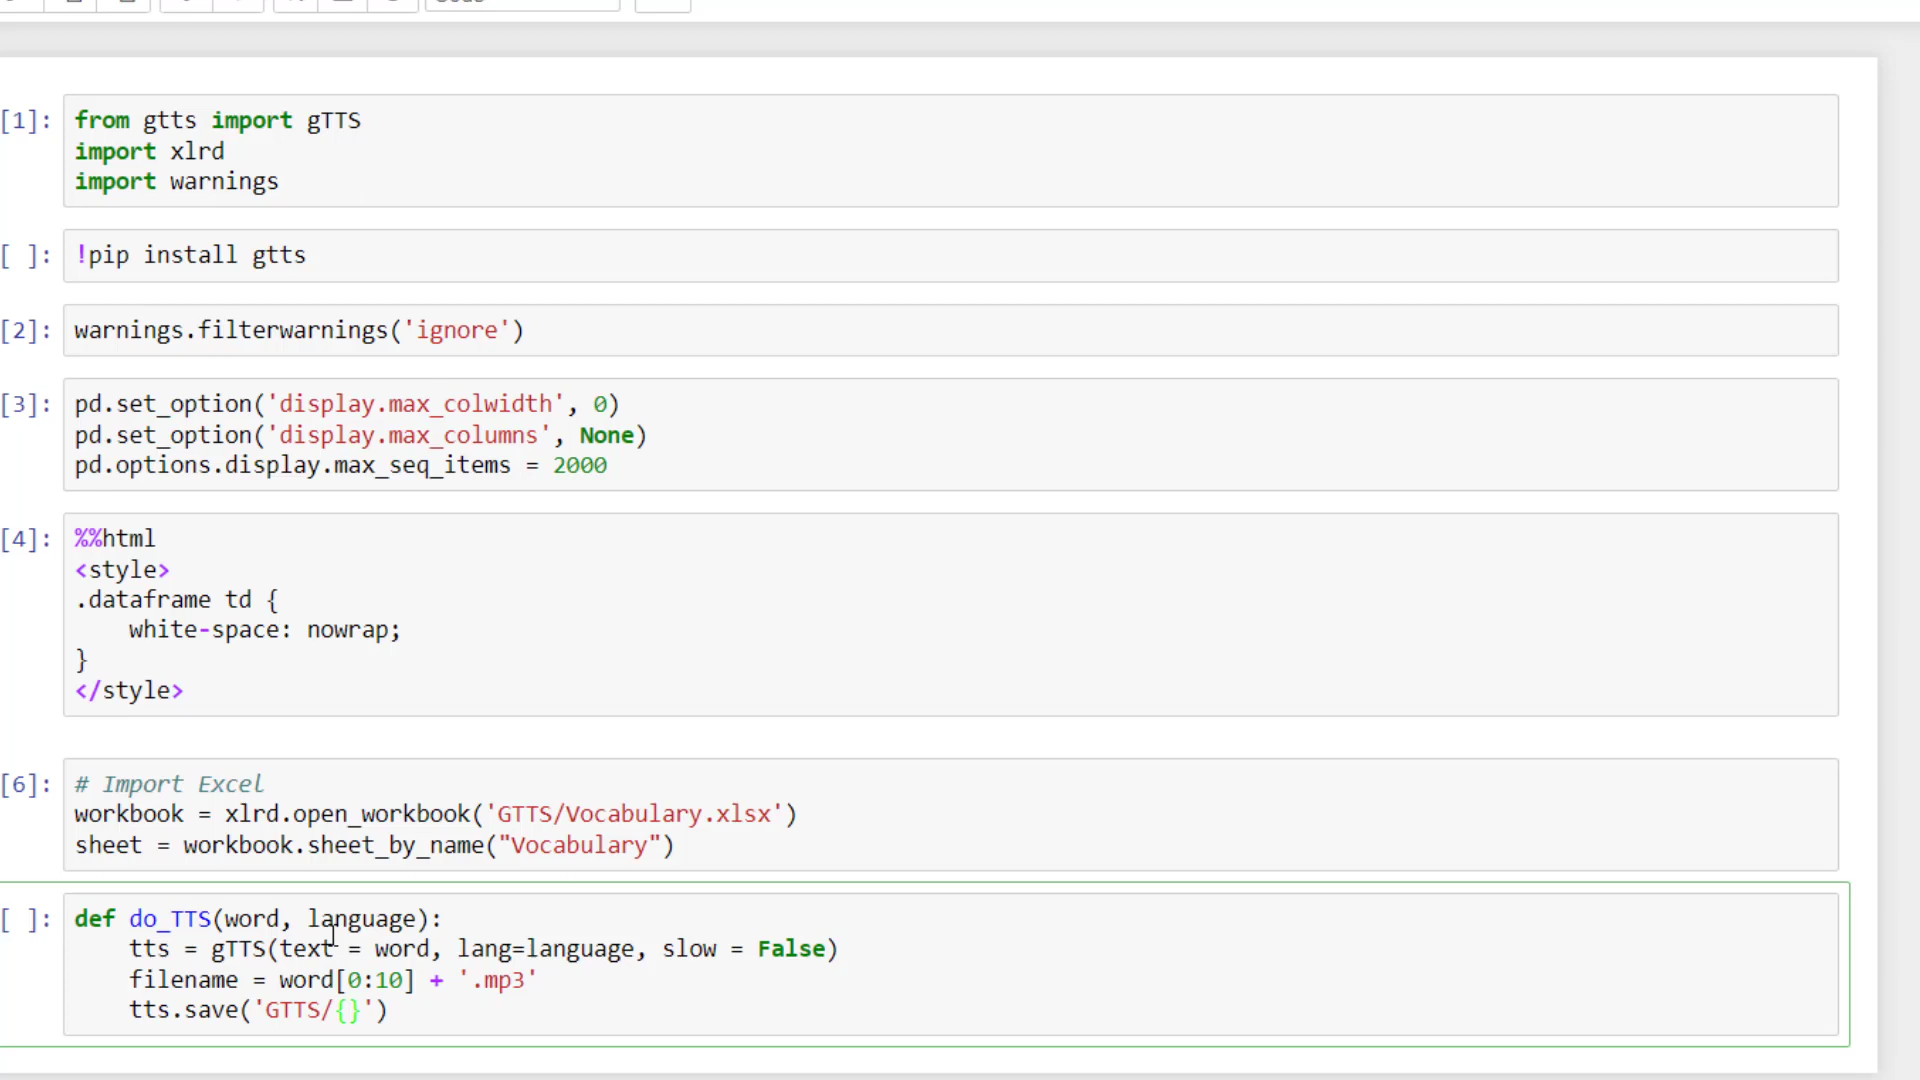 [1]: from gtts import gTTS
import xlrd
import warnings
[ ]: !pip install gtts
[2]: warnings.filterwarnings('ignore')
[3]: pd.set_option('display.max_colwidth', 0)
pd.set_option('display.max_columns', None)
pd.options.display.max_seq_items = 2000
[4]: %%html
<style>
.dataframe td {
    white-space: nowrap;
}
</style>
[6]: # Import Excel
workbook = xlrd.open_workbook('GTTS/Vocabulary.xlsx')
sheet = workbook.sheet_by_name("Vocabulary")
[ ]: def do_TTS(word, language):
    tts = gTTS(text = word, lang=language, slow = False)
    filename = word[0:10] + '.mp3'
    tts.save('GTTS/{}')